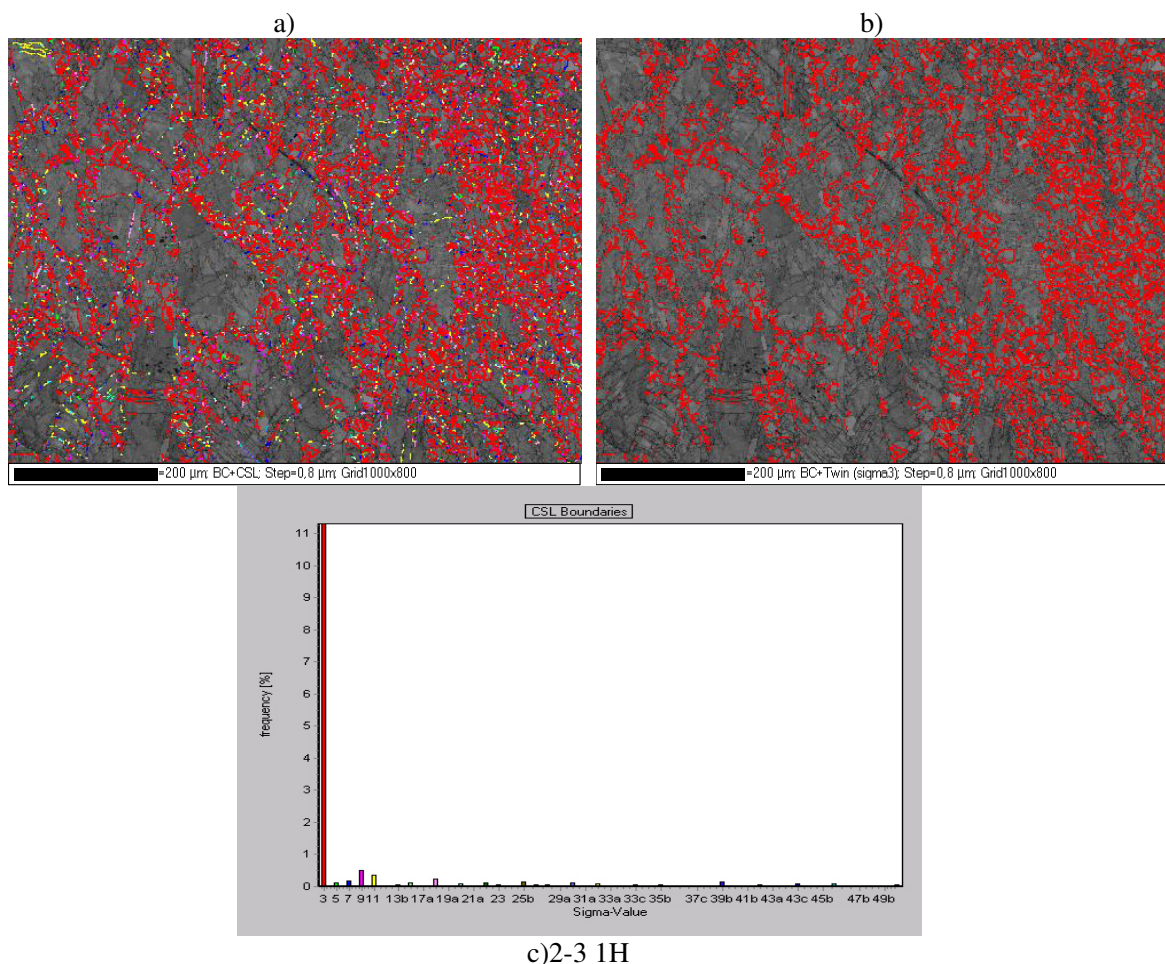 a) b)
=200 µm; BC+CSL; Step=0,8 µm; Grid1000x800 =200 µm; BC+Twin (sigma3); Step=0,8 µm; Grid1000x800
CSL Boundaries
11
10
9
8
7
6
5
4
3
2
1
0
frequency [%]
3 5 7 9 11 13b 17a 19a 21a 23 25b 29a 31a 33a 33c 35b 37c 39b 41b 43a 43c 45b 47b 49b
Sigma-Value
c)2-3 1H